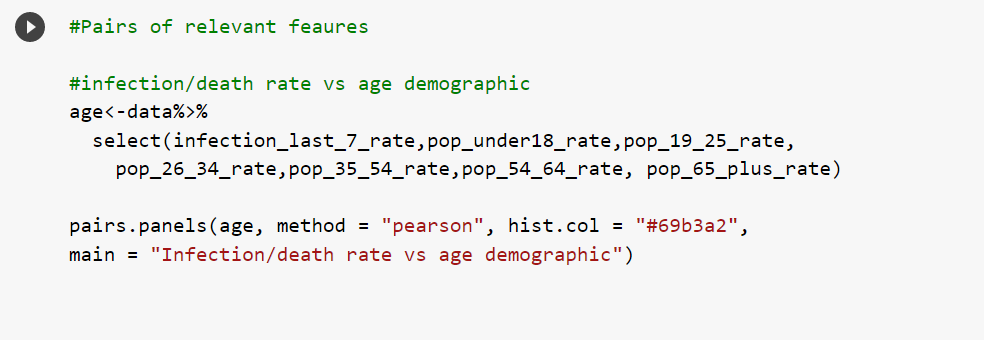 #Pairs of relevant feaures
#infection/death rate vs age demographic
age<-data%>%
select(infection_last_7_rate,pop_under18_rate,pop_19_25_rate,
pop_26_34_rate,pop_35_54_rate,pop_54_64_rate, pop_65_plus_rate)
pairs.panels(age, method = "pearson", hist.col = "#69b3a2",
main = "Infection/death rate vs age demographic")